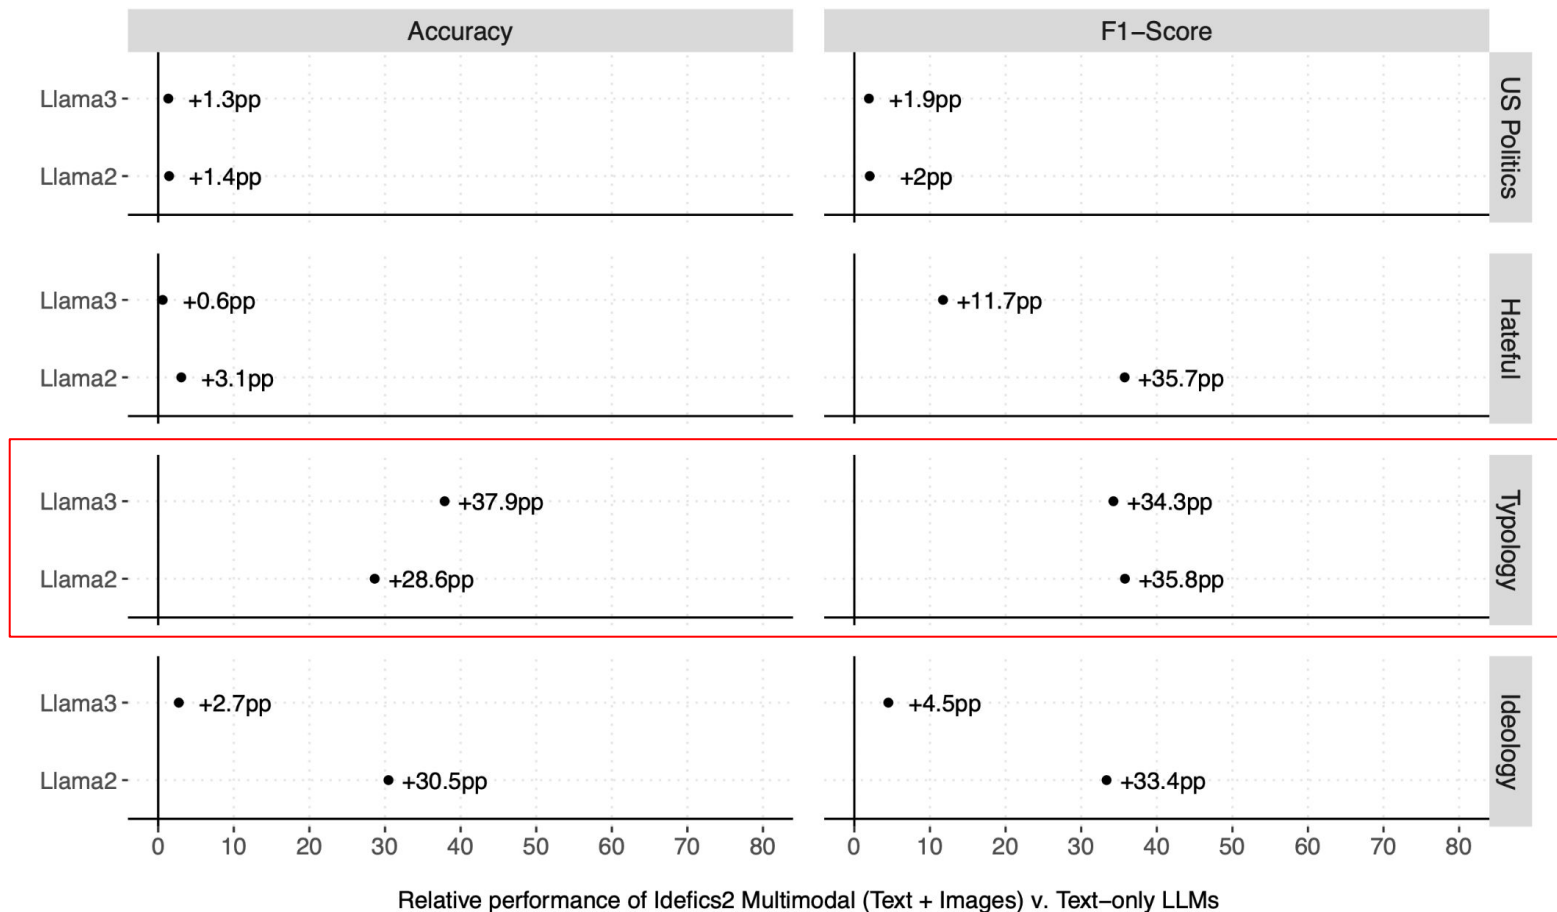 Accuracy
F1−Score
Llama3
+1.3pp
+1.9pp
Llama2
+1.4pp
+2pp
US Politics
Llama3
+0.6pp
+11.7pp
Llama2
+3.1pp
+35.7pp
Hateful
Llama3
+37.9pp
+34.3pp
Llama2
+28.6pp
+35.8pp
Typology
Llama3
+2.7pp
+4.5pp
Llama2
+30.5pp
+33.4pp
Ideology
0 10 20 30 40 50 60 70 80
0 10 20 30 40 50 60 70 80
Relative performance of Idefics2 Multimodal (Text + Images) v. Text−only LLMs